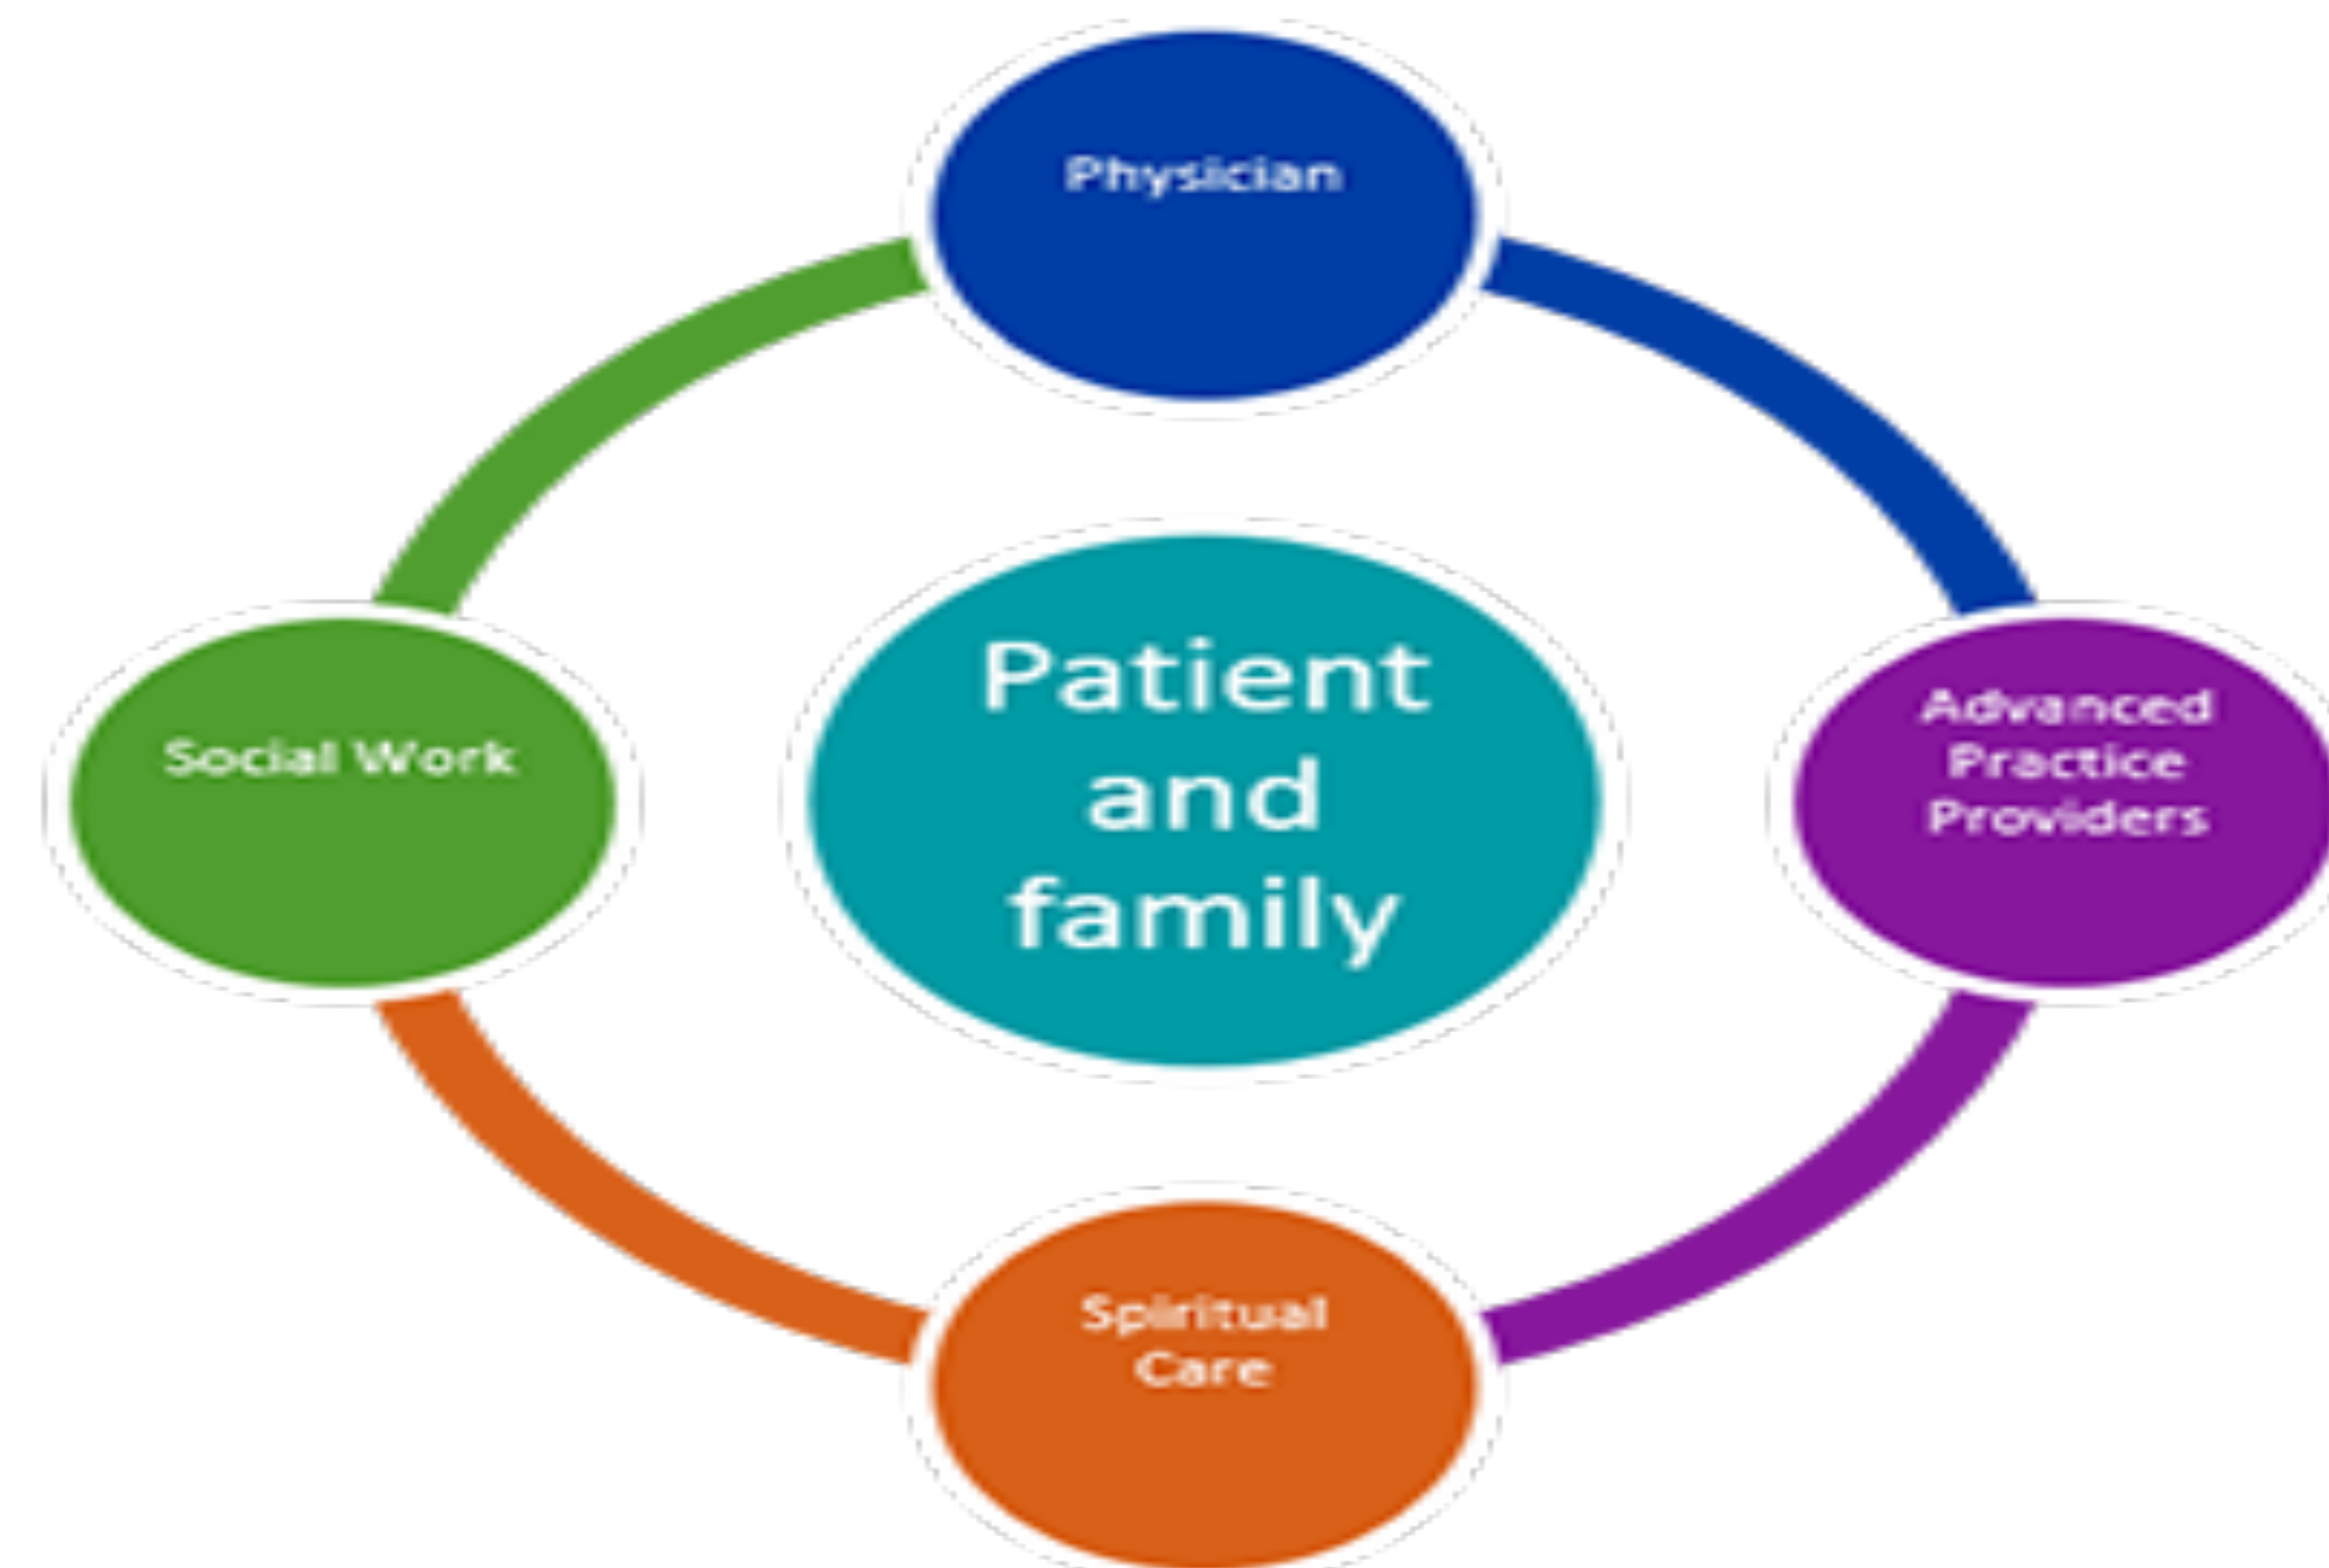 Physician
Social Work
Patient
and
family
Advanced
Practice
Providers
Spiritual
Care